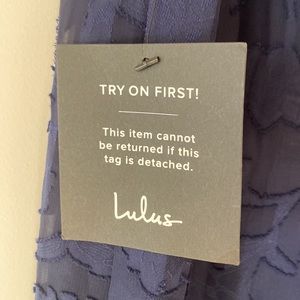 TRY ON FIRST!
This item cannot
be returned if this
tag is detached.
Lulus